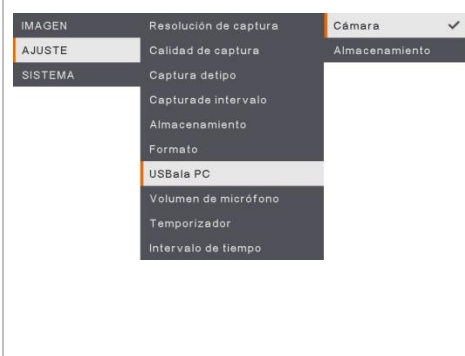 IMAGEN
AJUSTE
SISTEMA
Resolución de captura
Calidad de captura
Captura detipo
Capturade intervalo
Almacenamiento
Formato
USBala PC
Volumen de micrófono
Temporizador
Intervalo de tiempo
Cámara
Almacenamiento